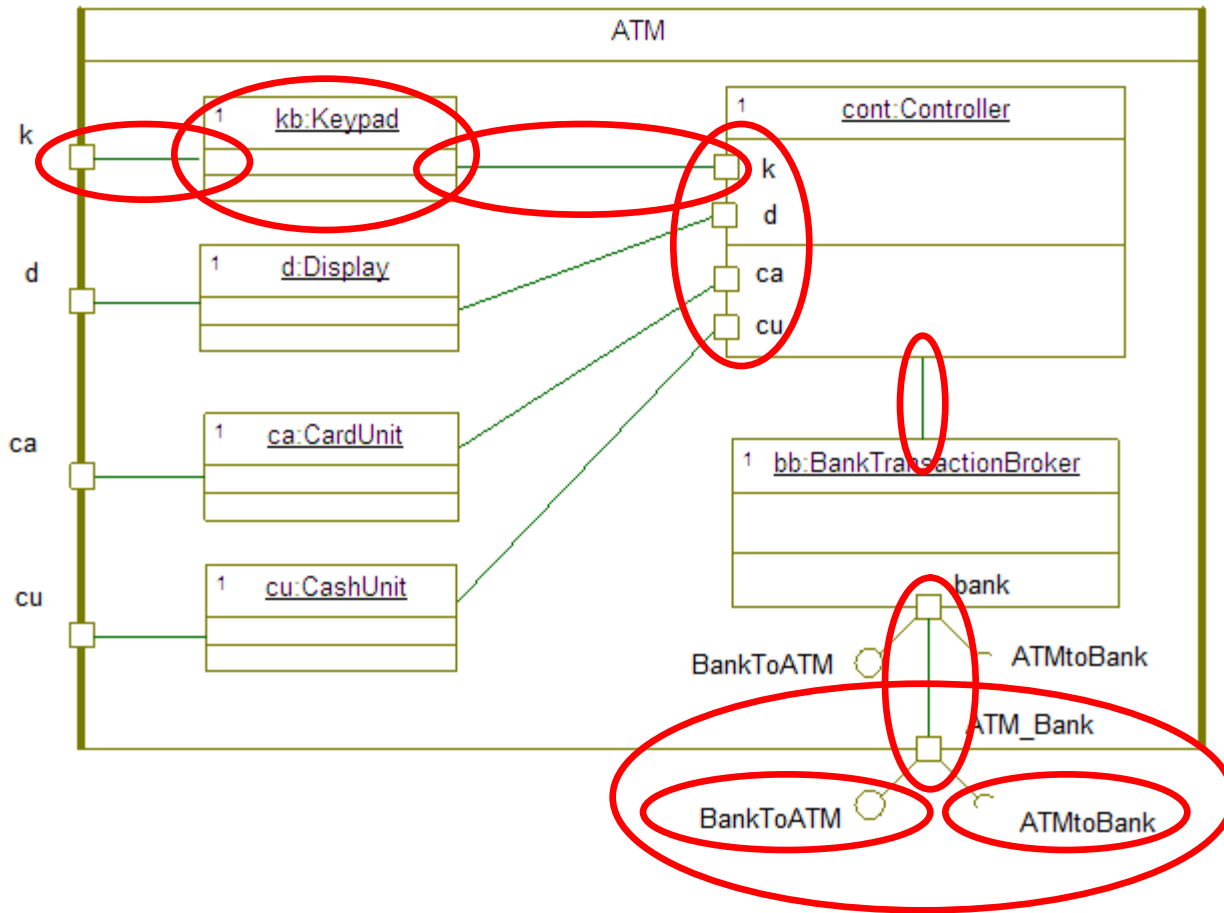 ATM
k
1 kb:Keypad
1 cont:Controller
k
d
d
1 d:Display
ca
cu
ca
1 ca:CardUnit
1 bb:BankTransactionBroker
cu
1 cu:CashUnit
bank
BankToATM
ATMtoBank
ATM_Bank
BankToATM
ATMtoBank